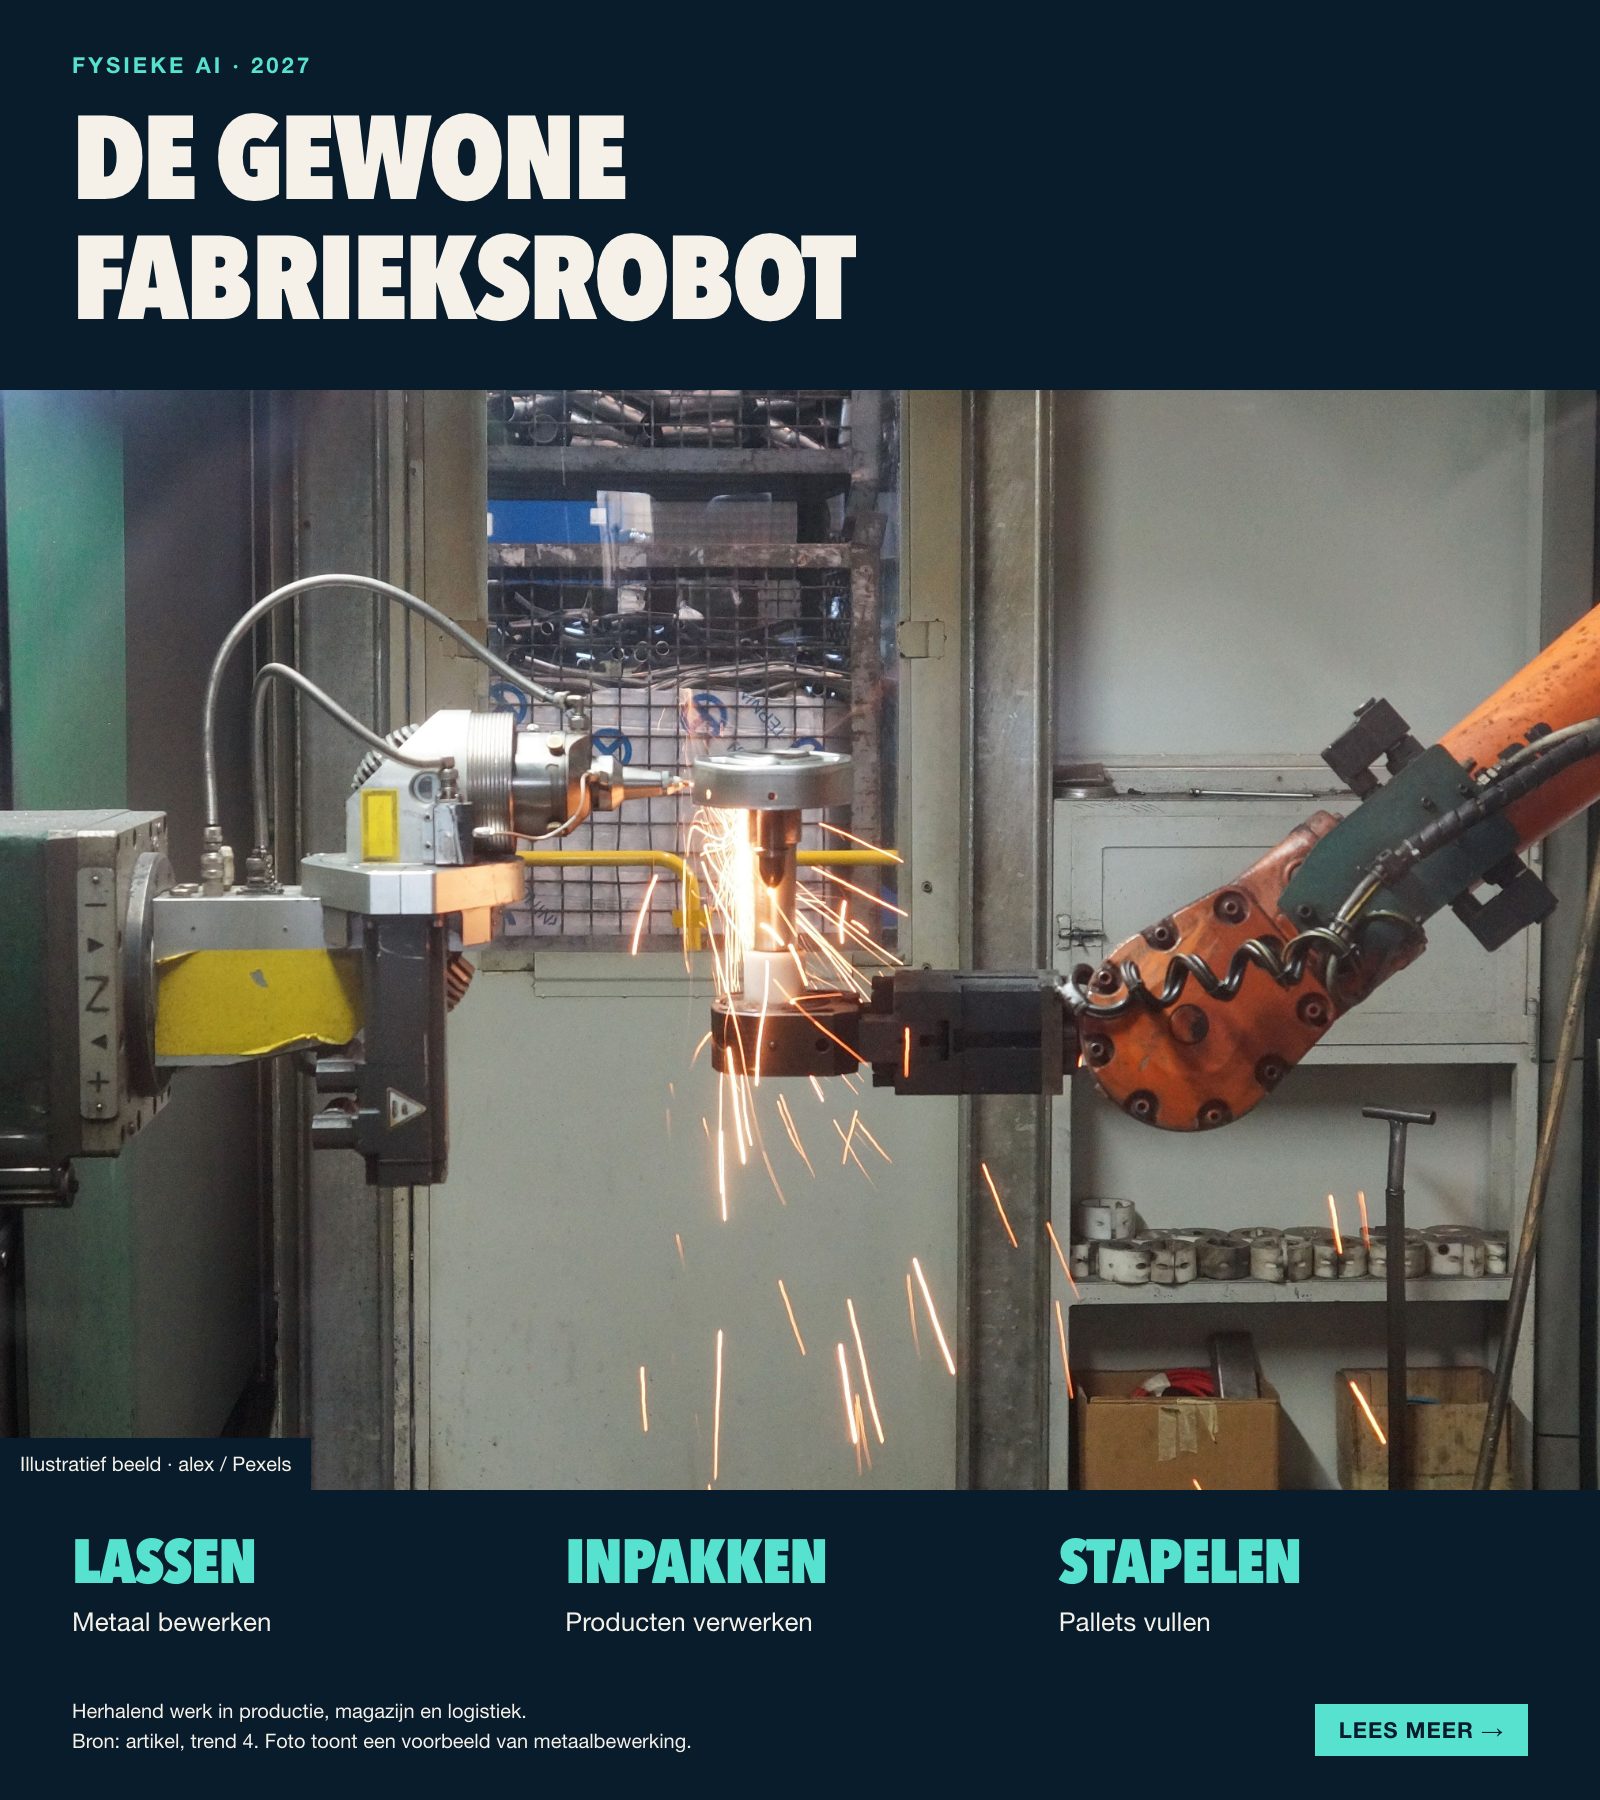 FYSIEKE AI · 2027
DE GEWONE
FABRIEKSROBOT
Illustratief beeld · alex / Pexels
LASSEN
INPAKKEN
STAPELEN
Metaal bewerken
Producten verwerken
Pallets vullen
Herhalend werk in productie, magazijn en logistiek.
Bron: artikel, trend 4. Foto toont een voorbeeld van metaalbewerking.
LEES MEER →